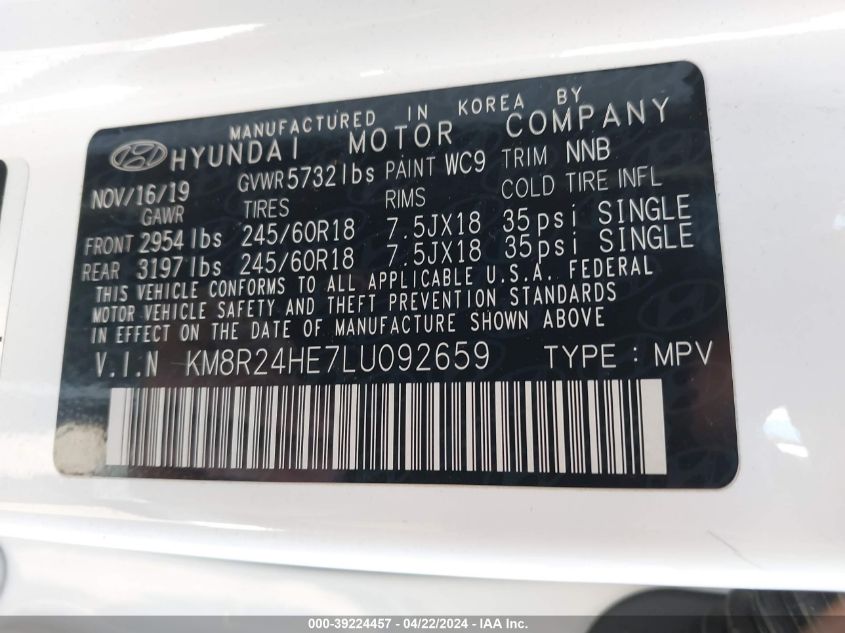 MANUFACTURED IN KOREA BY
HYUNDAI MOTOR COMPANY
NOV/16/19 GVWR 5732 lbs PAINT WC9 TRIM NNB
GAWR TIRES RIMS COLD TIRE INFL
FRONT 2954 lbs 245/60R18 7.5JX18 35psi SINGLE
REAR 3197 lbs 245/60R18 7.5JX18 35psi SINGLE
THIS VEHICLE CONFORMS TO ALL APPLICABLE U.S.A. FEDERAL
MOTOR VEHICLE SAFETY AND THEFT PREVENTION STANDARDS
IN EFFECT ON THE DATE OF MANUFACTURE SHOWN ABOVE
V.I.N KM8R24HE7LU092659 TYPE : MPV
000-39224457 - 04/22/2024 - IAA Inc.